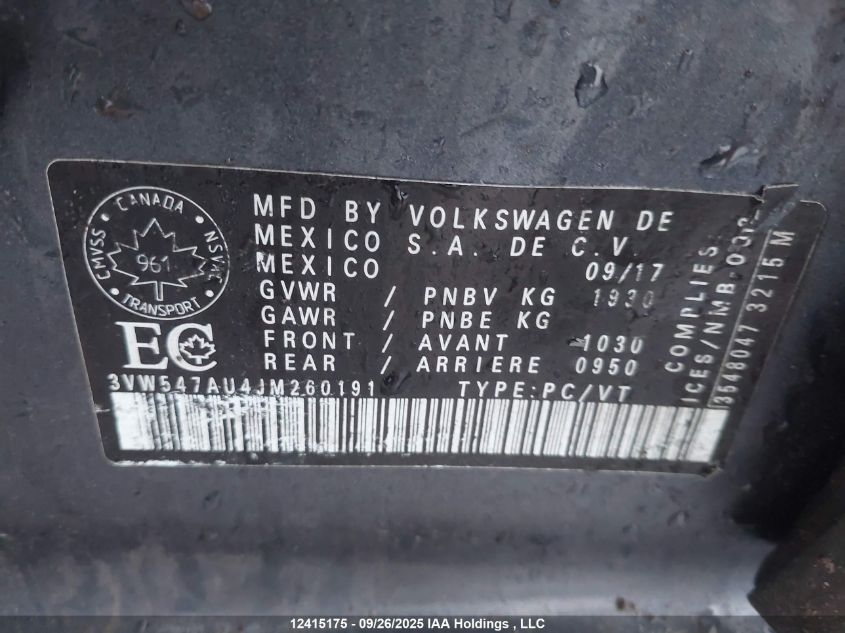 CANADA
CMVSS
NSVAC
961
TRANSPORT
EC
MFD BY VOLKSWAGEN DE
MEXICO S.A. DE C.V.
MEXICO 09/17
GVWR / PNBV KG 1930
GAWR / PNBE KG
FRONT / AVANT 1030
REAR / ARRIERE 0950
3VW547AU4JM260191 TYPE:PC/VT
COMPLIES
ICES/NMB-
3548047 3215M
12415175 - 09/26/2025 IAA Holdings , LLC